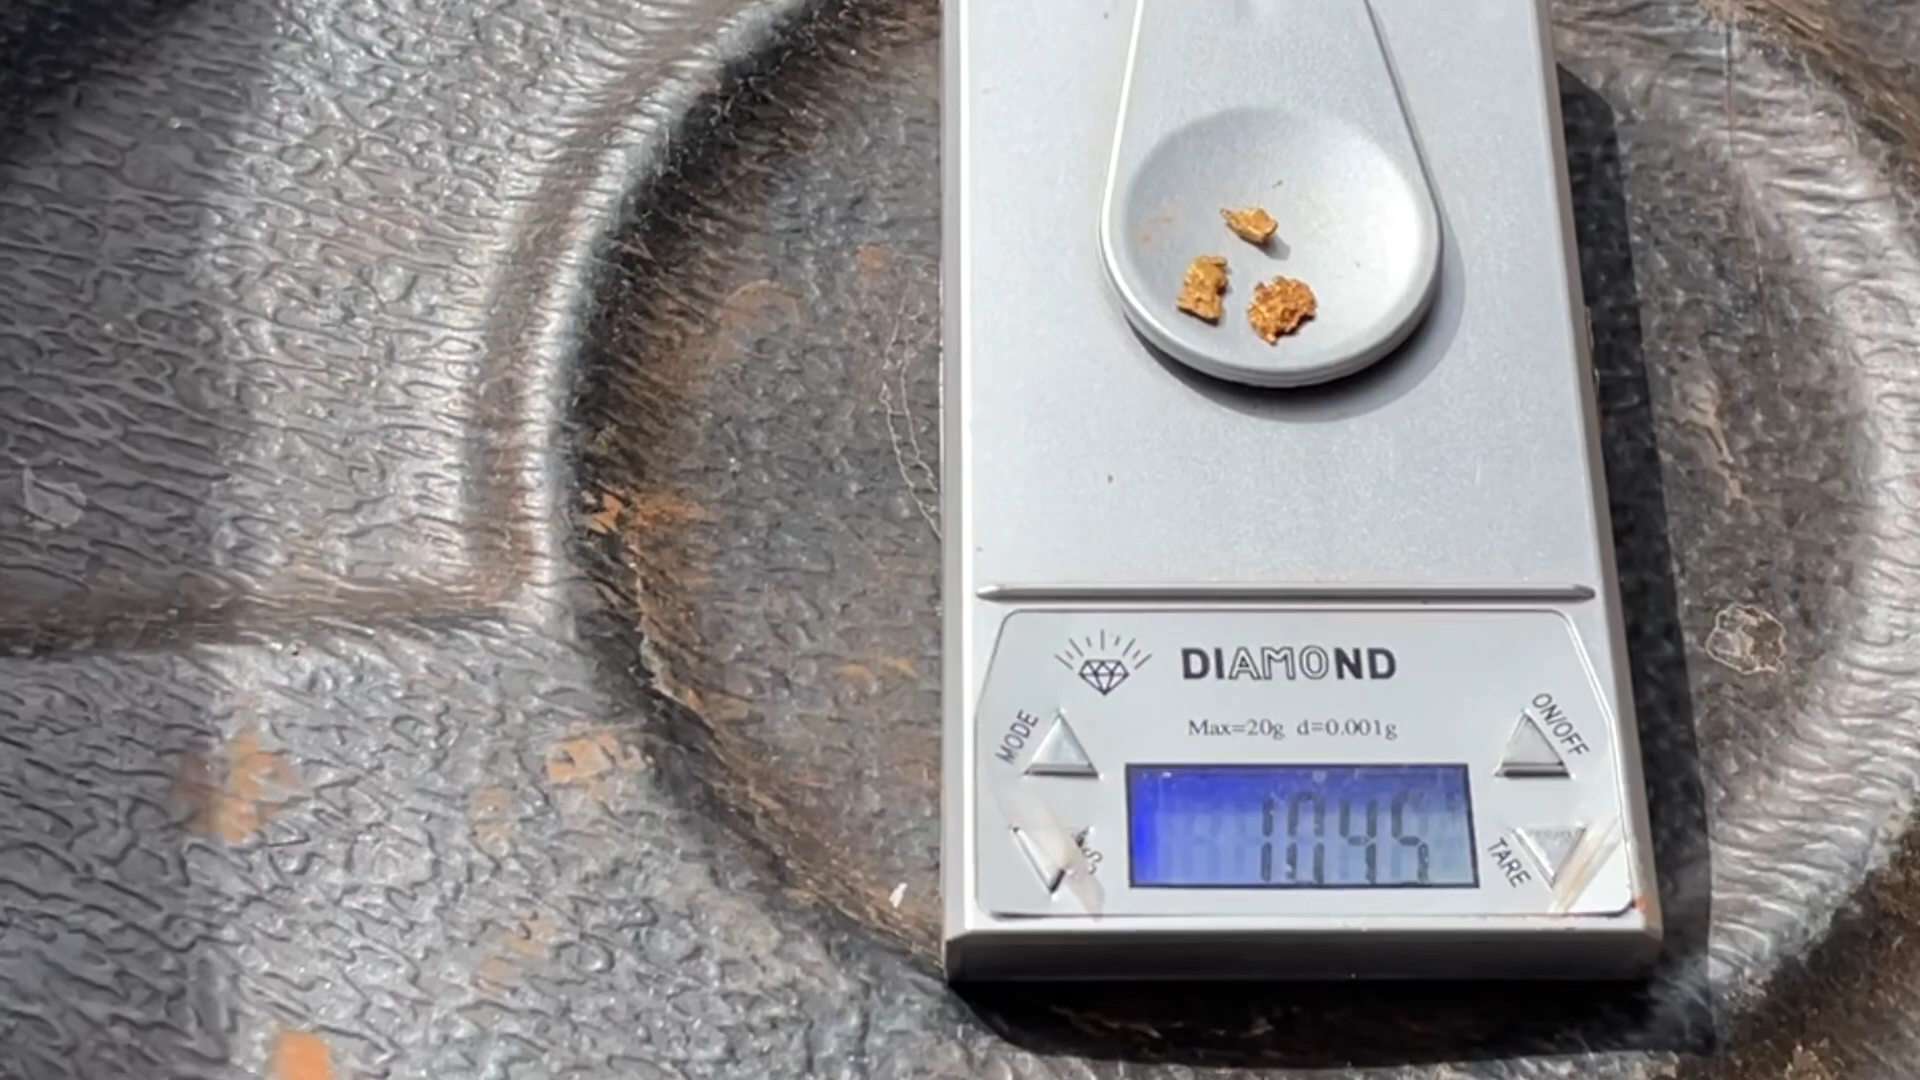 DIAMOND
Max=20g d=0.001g
MODE
ON/OFF
1.045
TARE